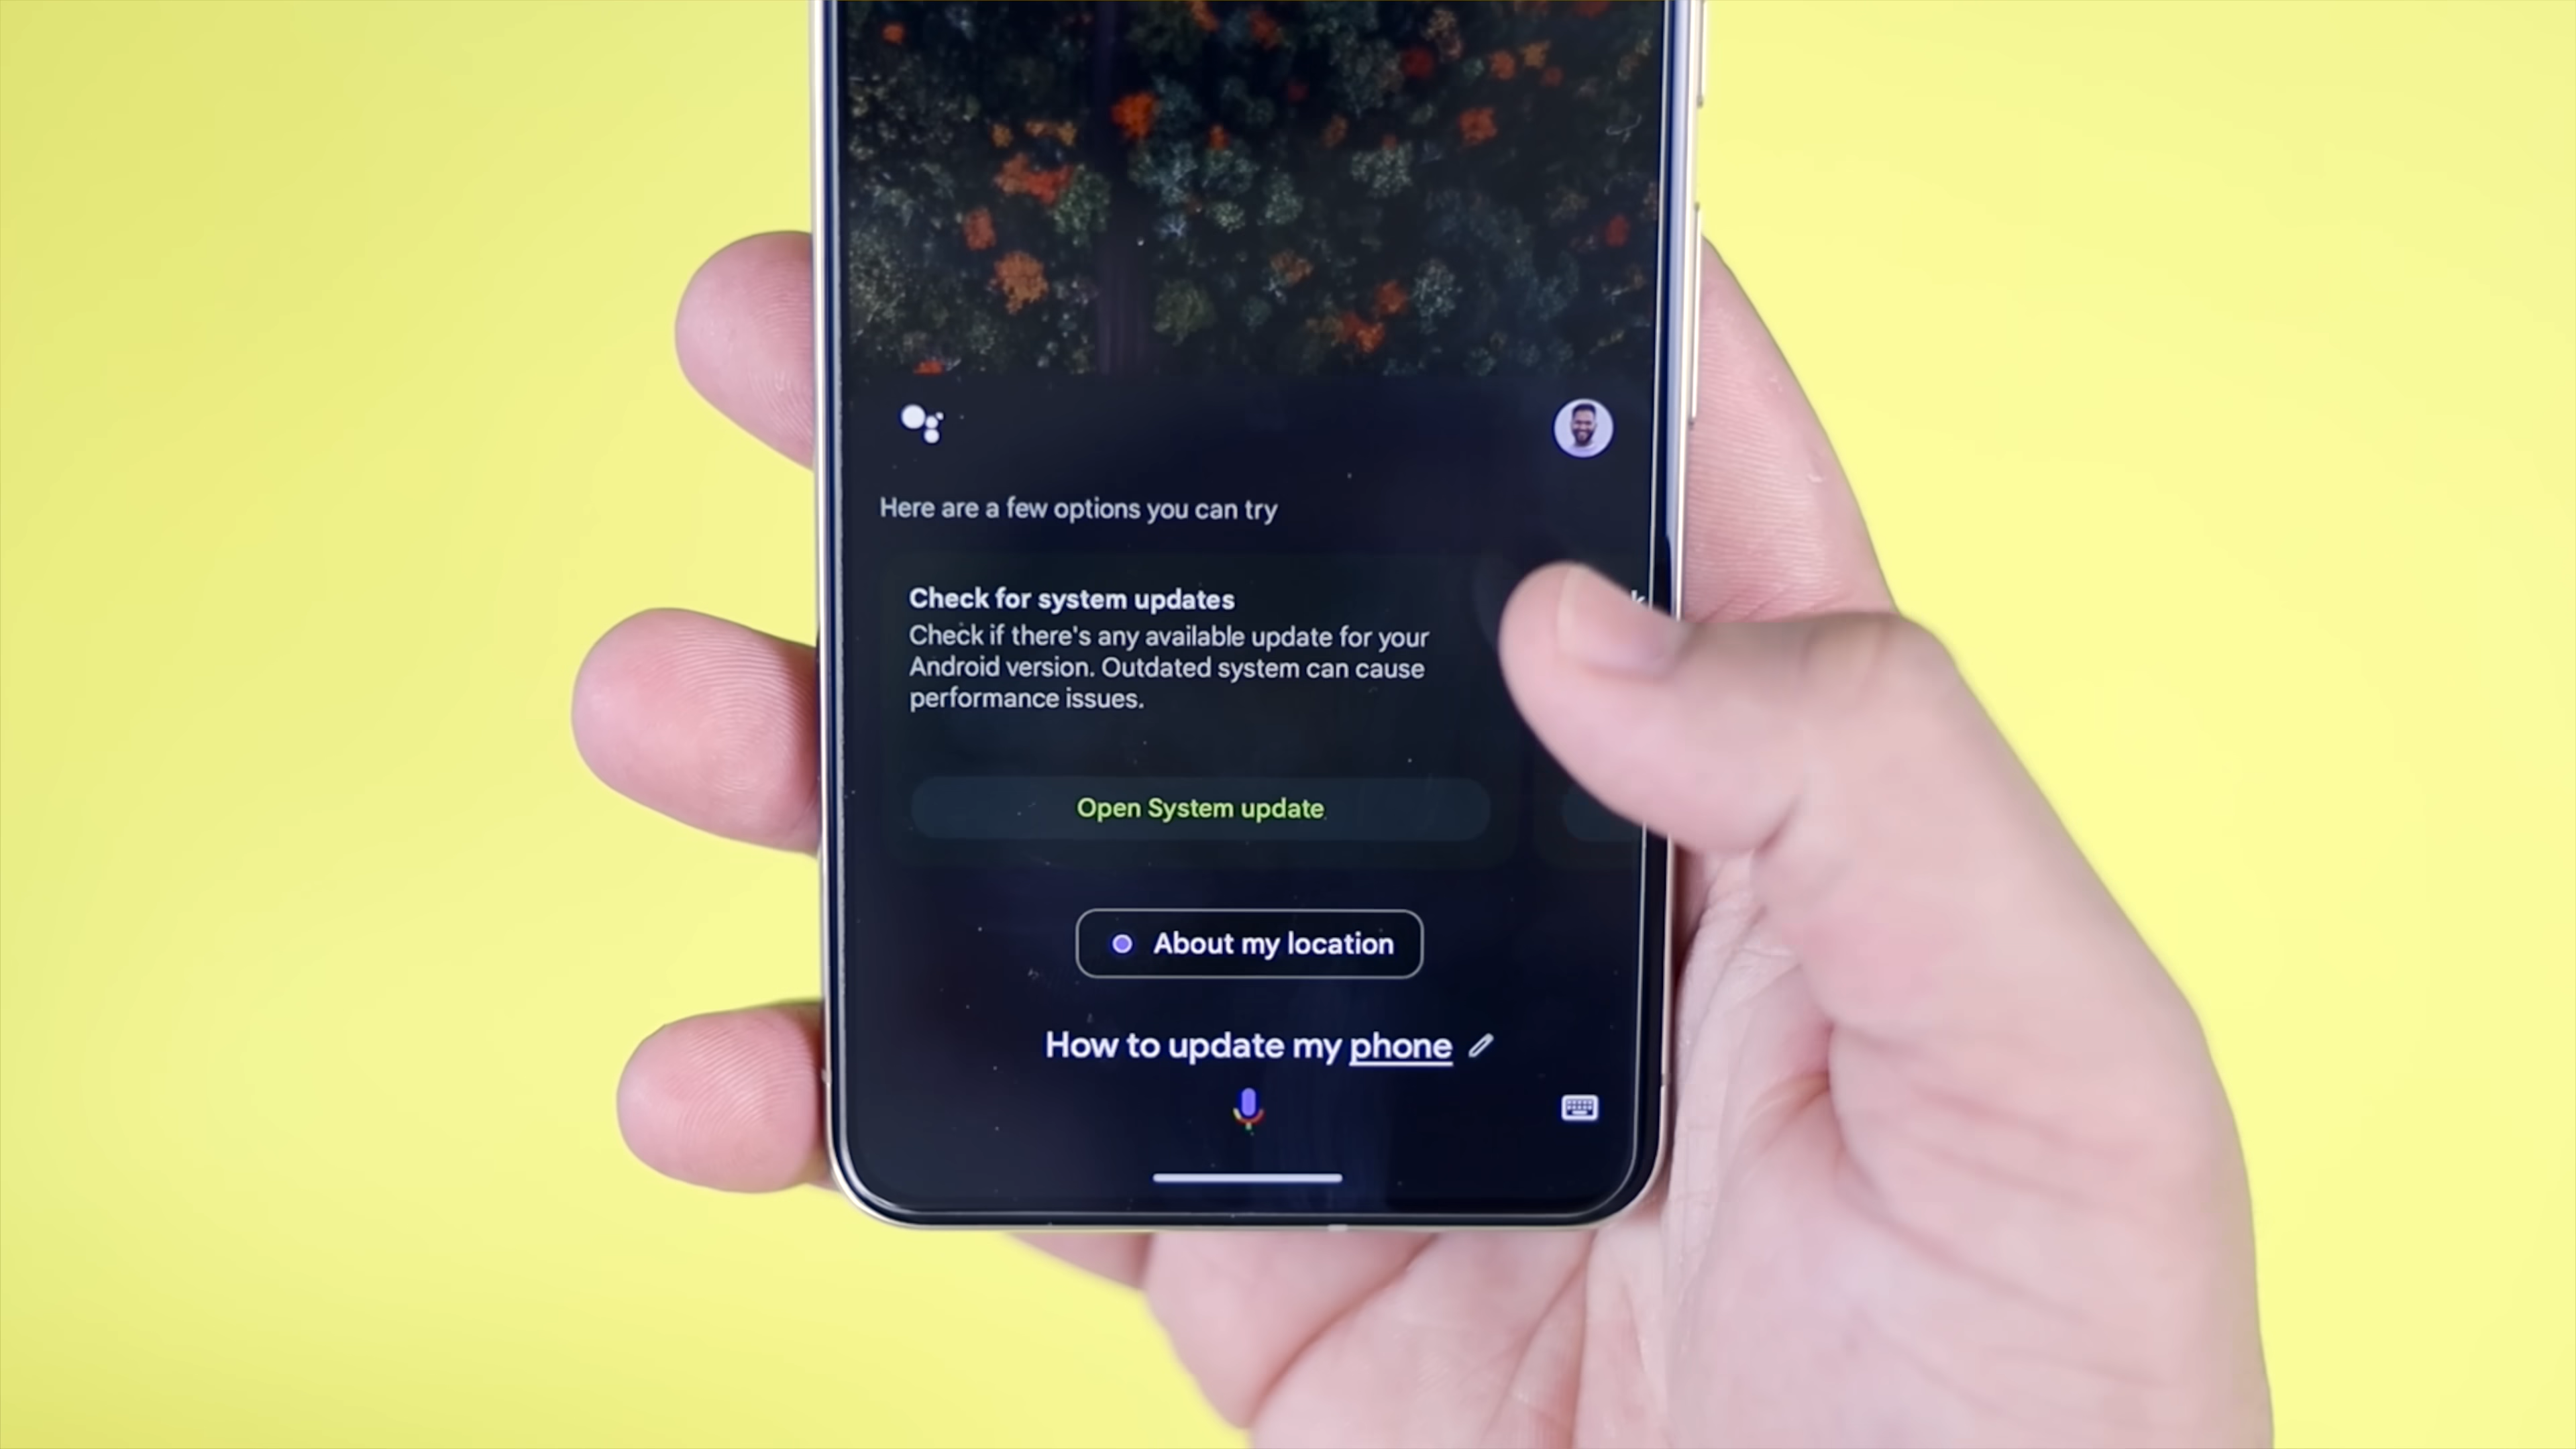 Here are a few options you can try
Check for system updates
Check if there's any available update for your
Android version. Outdated system can cause
performance issues.
Open System update
About my location
How to update my phone